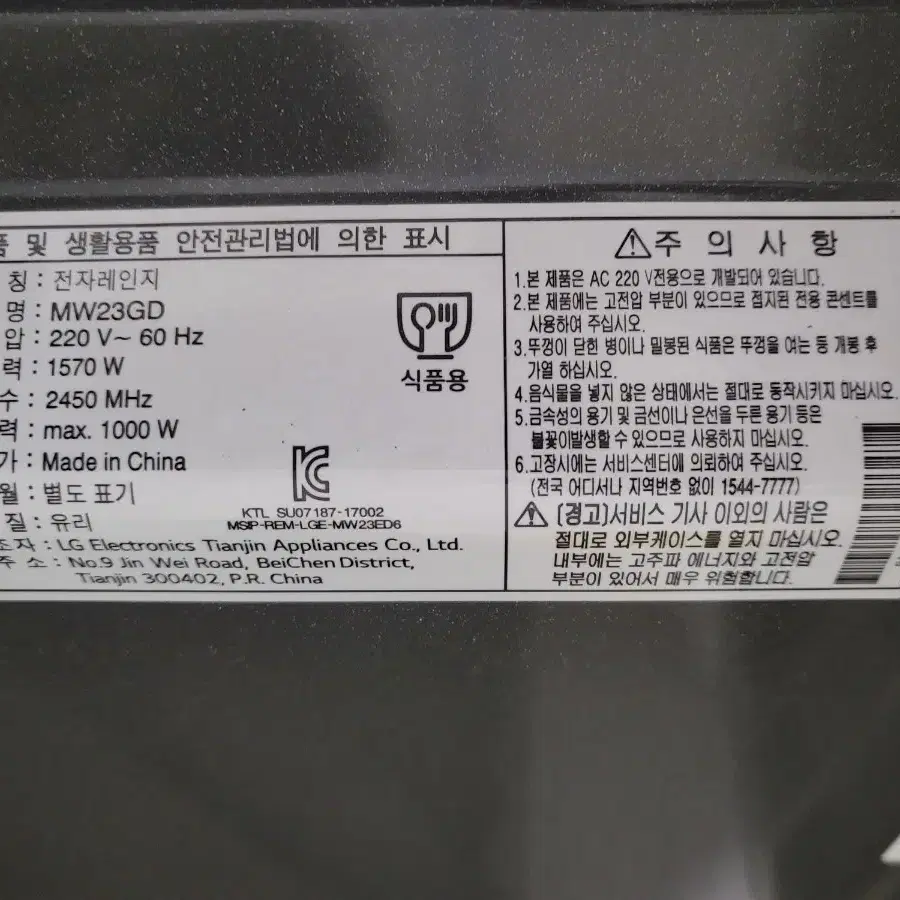 품 및 생활용품 안전관리법에 의한 표시
칭 : 전자레인지
명 : MW23GD
압 : 220 V~ 60 Hz
력 : 1570 W
수 : 2450 MHz
력 : max. 1000 W
가 : Made in China
월 : 별도 표기
질 : 유리
식품용
KTL SU07187-17002
MSIP-REM-LGE-MW23ED6
조자 : LG Electronics Tianjin Appliances Co., Ltd.
주 소 : No.9 Jin Wei Road, BeiChen District,
Tianjin 300402, P.R. China
주 의 사 항
1.본 제품은 AC 220 V전용으로 개발되어 있습니다.
2.본 제품에는 고전압 부분이 있으므로 접지된 전용 콘센트를
사용하여 주십시오.
3.뚜껑이 닫힌 병이나 밀봉된 식품은 뚜껑을 여는 등 개봉 후
가열 하십시오.
4.음식물을 넣지 않은 상태에서는 절대로 동작시키지 마십시오.
5.금속성의 용기 및 금선이나 은선을 두른 용기 등은
불꽃이발생할 수 있으므로 사용하지 마십시오.
6.고장시에는 서비스센터에 의뢰하여 주십시오.
(전국 어디서나 지역번호 없이 1544-7777)
(경고)서비스 기사 이외의 사람은
절대로 외부케이스를 열지 마십시오.
내부에는 고주파 에너지와 고전압
부분이 있어서 매우 위험합니다.